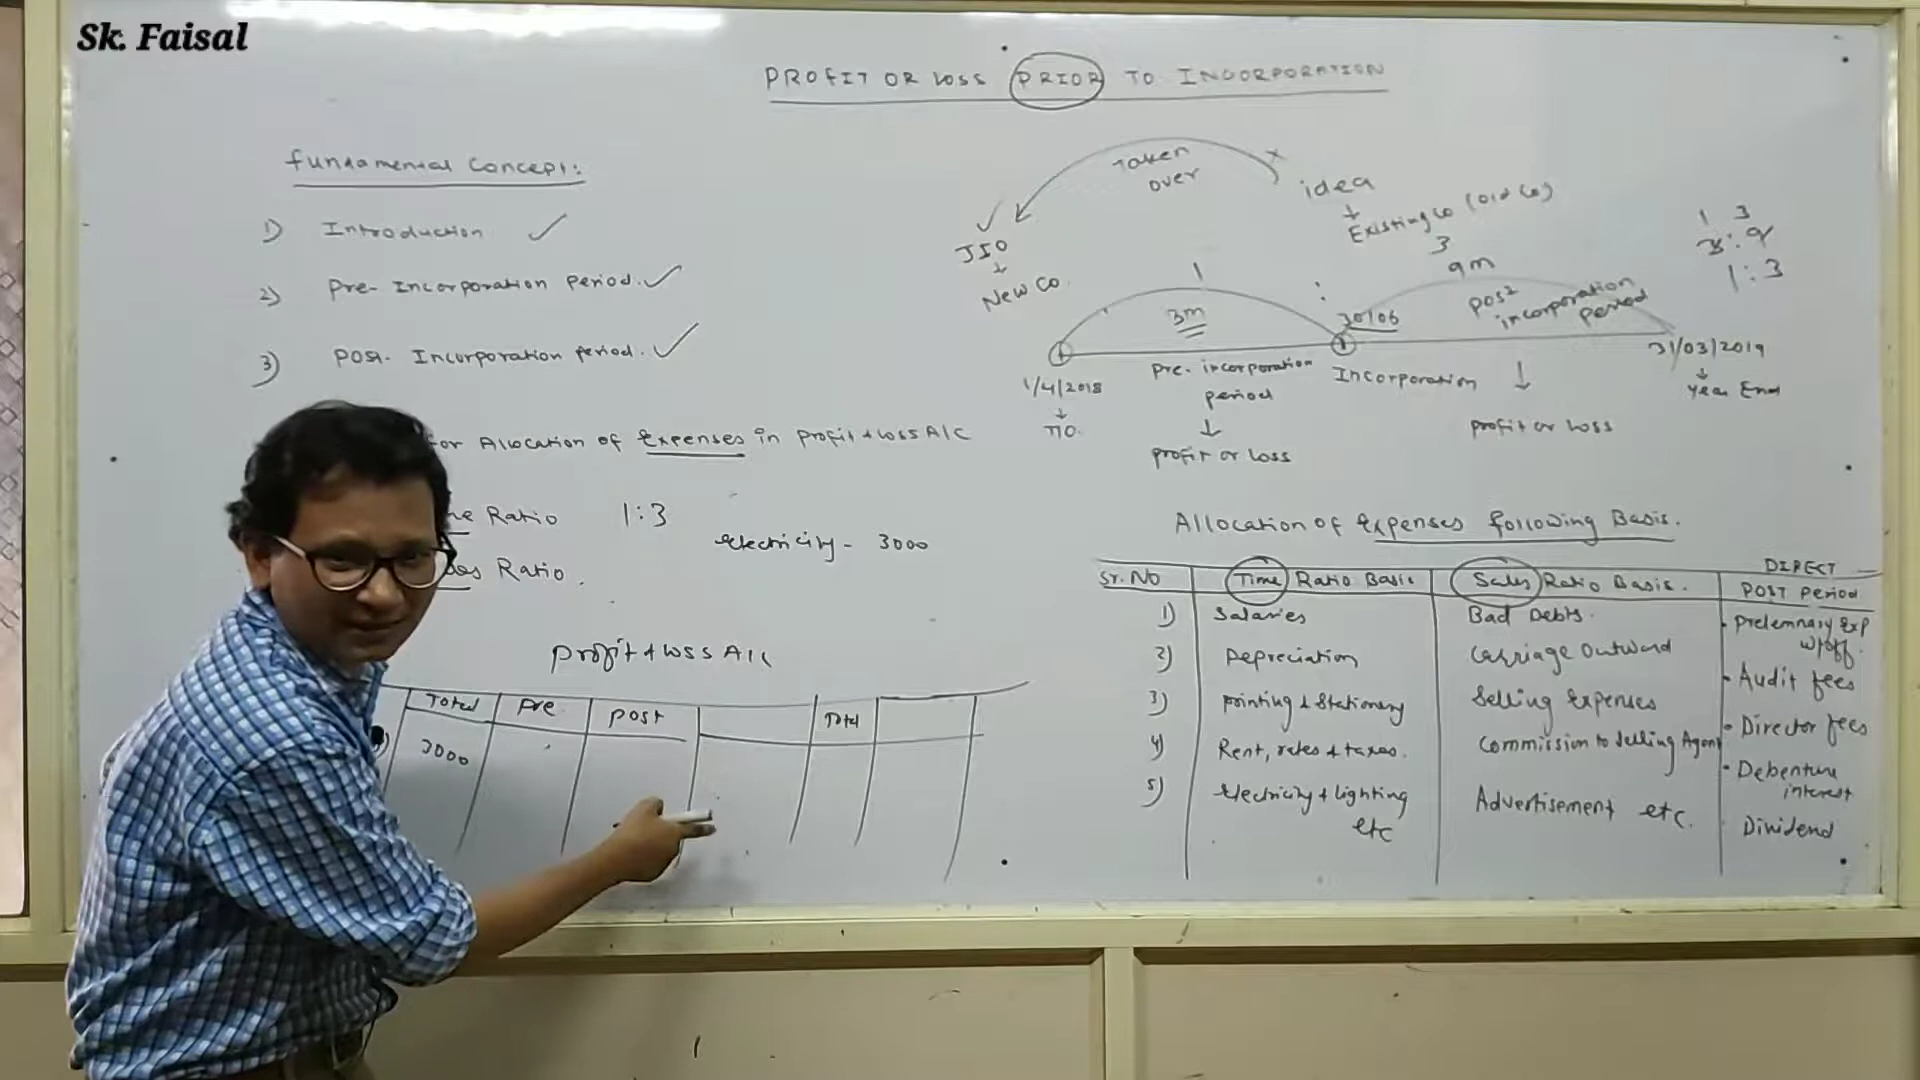 Sk. Faisal
PROFIT OR LOSS PRIOR TO INCORPORATION
Fundamental Concept:
1) Introduction ✓
2) Pre-Incorporation Period. ✓
3) Post-Incorporation Period. ✓
for Allocation of Expenses in Profit & Loss A/c
Ratio 1:3
Electricity - 3000
Ratio.
Profit & Loss A/c
Total Pre Post Total
3000
Taken over
idea
↓
Existing Co (Old Co)
JIO
↓
New Co.
1 3
3:9
1:3
1 : 3
3m 9m
30/06
Post incorporation period
1/4/2018
↓
T/O.
Pre-incorporation period
↓
Profit or Loss
Incorporation
↓
Profit or Loss
31/03/2019
↓
Year End
Allocation of Expenses following Basis.
Sr. No Time Ratio Basis Sales Ratio Basis. DIRECT POST Period
1) Salaries Bad Debts. • Prelemnary Exp w/off.
2) Depreciation Carriage Outward • Audit fees
3) Printing & Stationery Selling Expenses • Director fees
4) Rent, rates & taxes. Commission to Selling Agent • Debenture interest
5) Electricity & Lighting etc Advertisement etc. Dividend